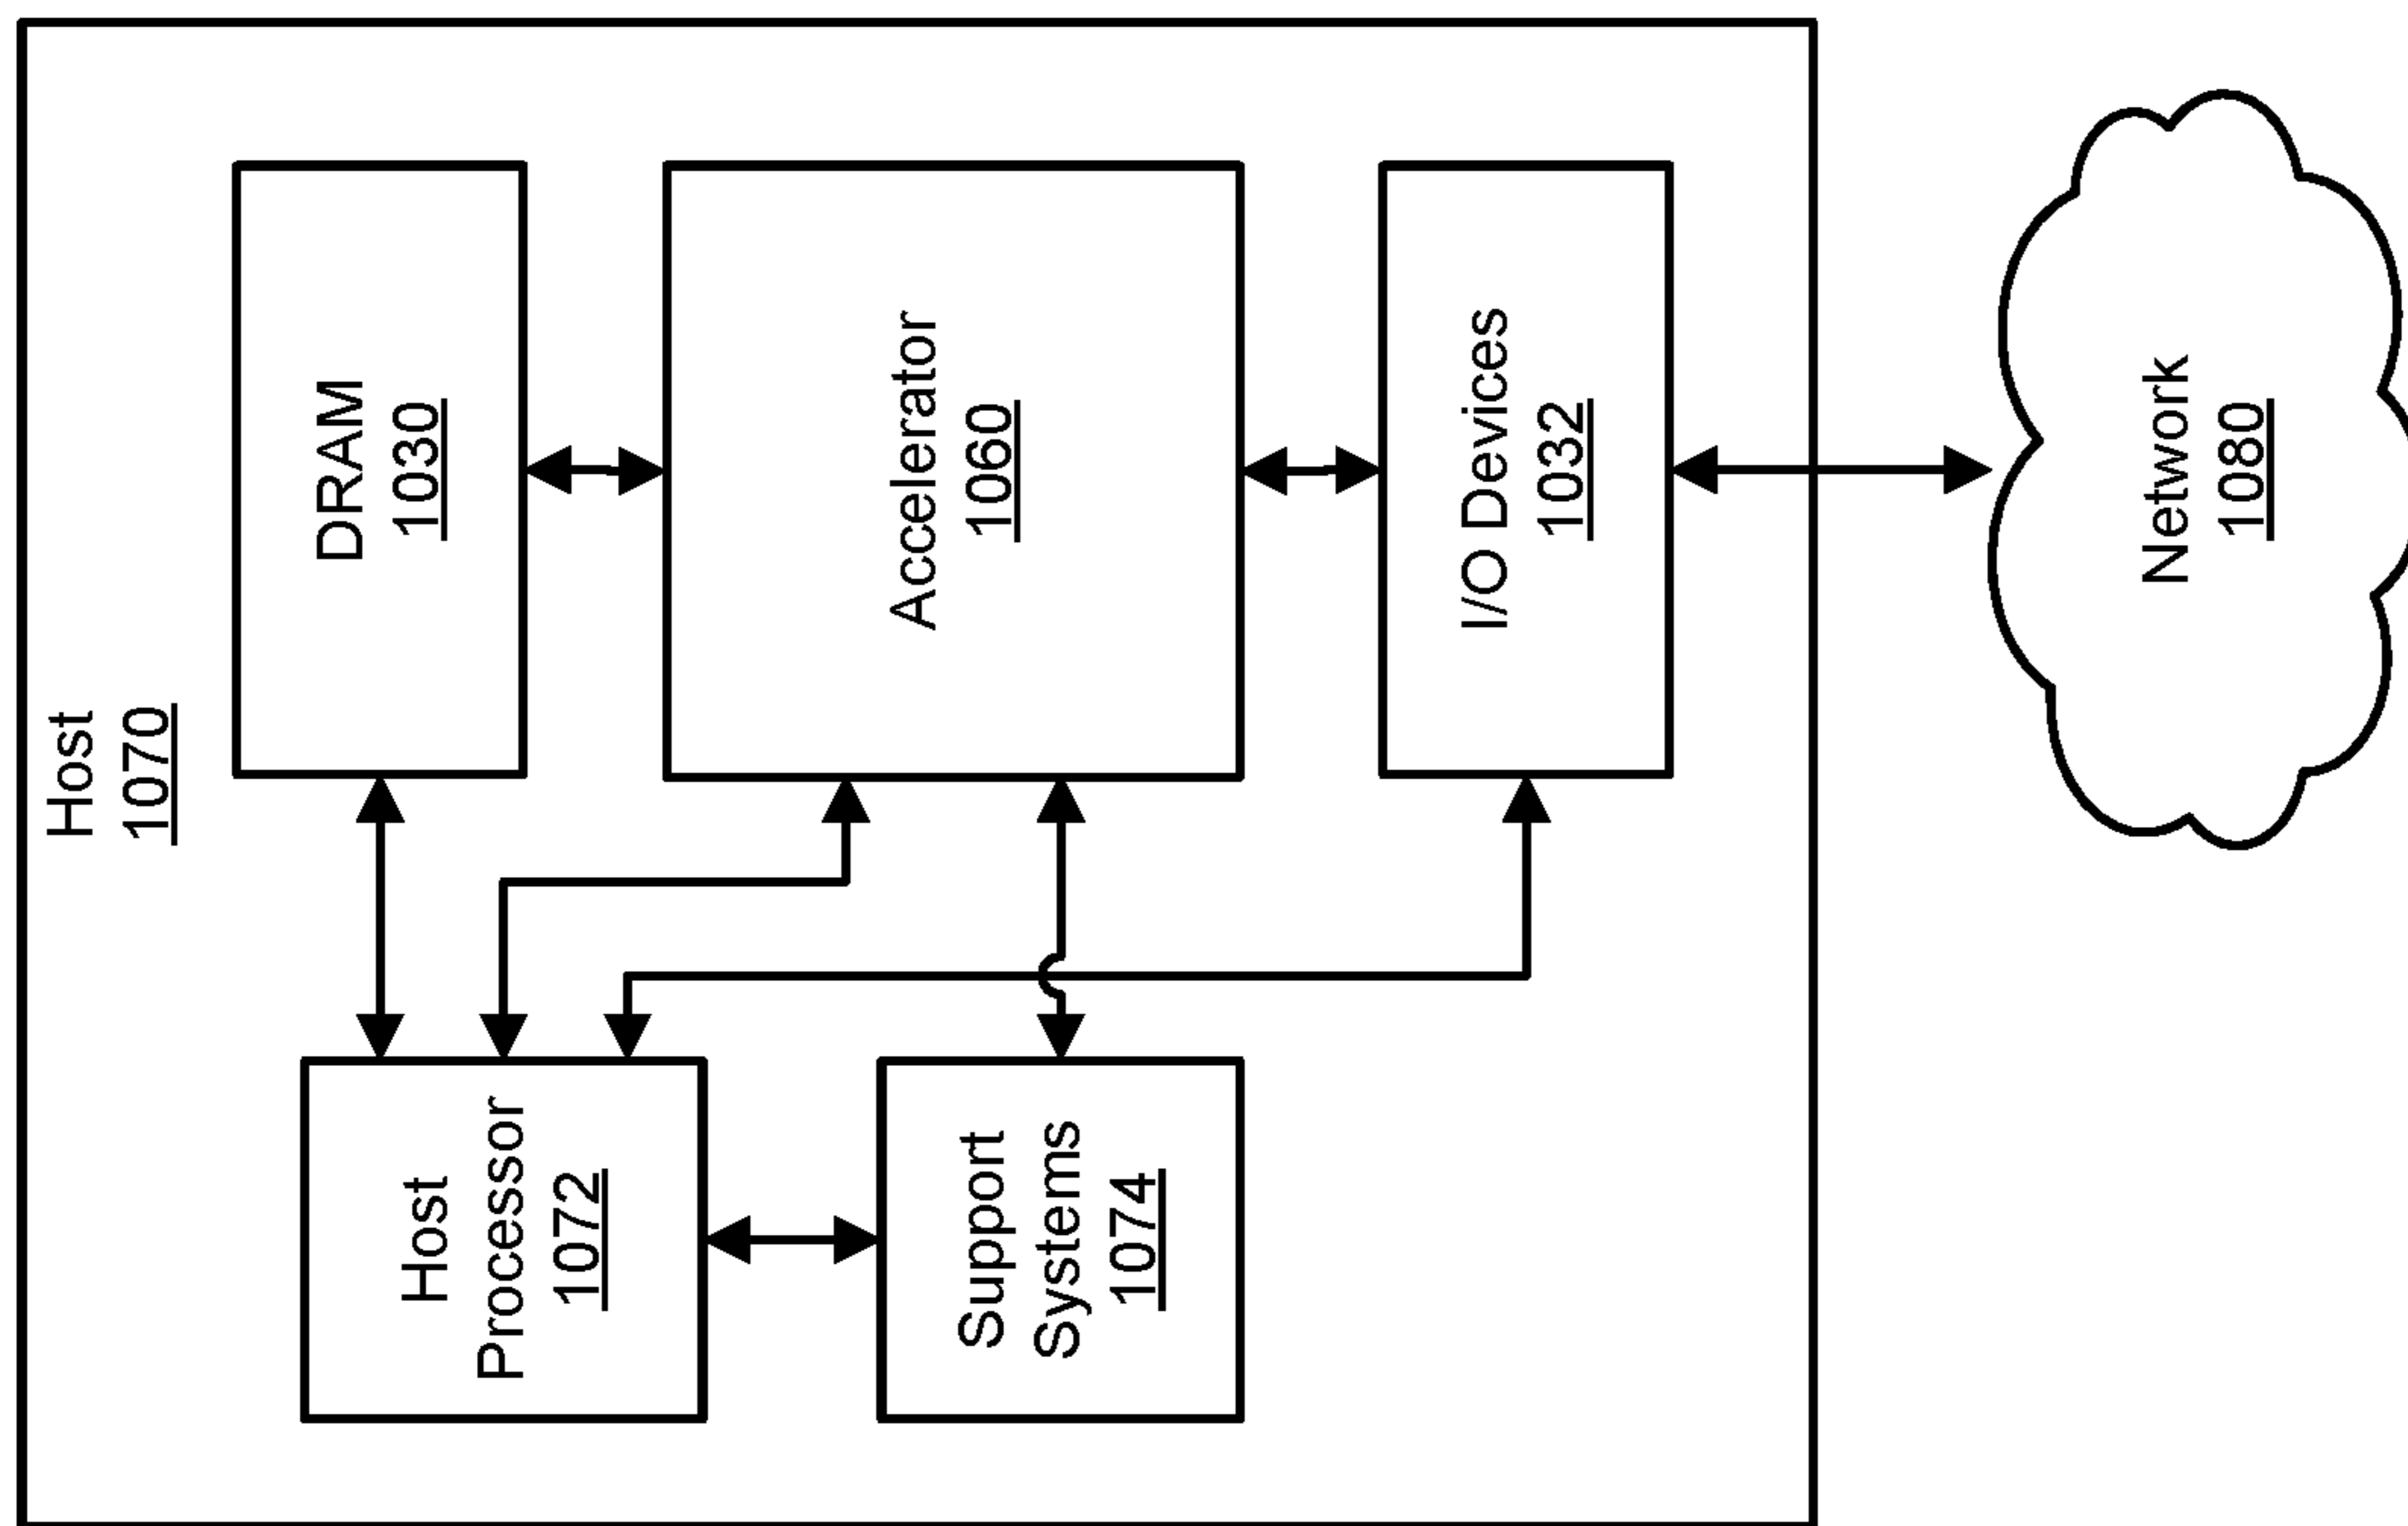 Host
1070
DRAM
1030
Host
Processor
1072
Accelerator
1060
Support
Systems
1074
I/O Devices
1032
Network
1080